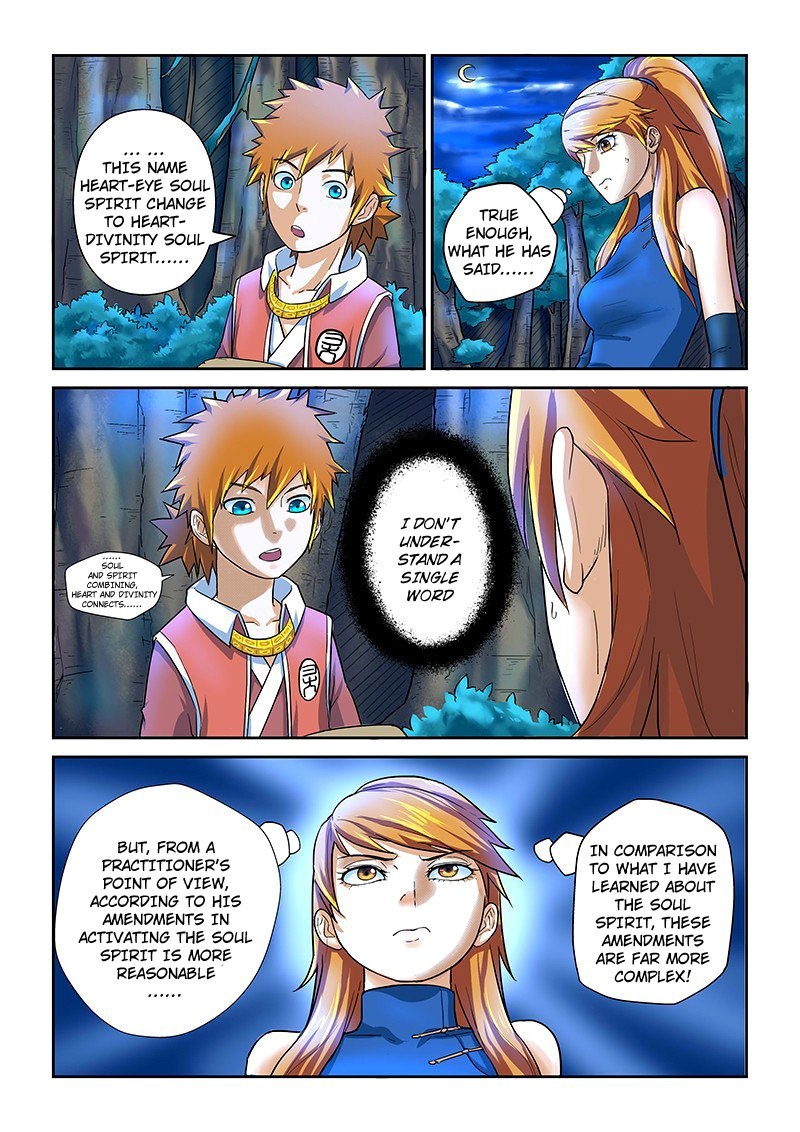 ... ...
THIS NAME
HEART-EYE SOUL
SPIRIT CHANGE
TO HEART-
DIVINITY SOUL
SPIRIT......
TRUE
ENOUGH,
WHAT HE HAS
SAID......
......
SOUL
AND SPIRIT
COMBINING,
HEART AND DIVINITY
CONNECTS......
I DON'T
UNDER-
STAND A
SINGLE
WORD
BUT, FROM A
PRACTITIONER'S
POINT OF VIEW,
ACCORDING TO HIS
AMENDMENTS IN
ACTIVATING THE SOUL
SPIRIT IS MORE
REASONABLE
......
IN COMPARISON
TO WHAT I HAVE
LEARNED ABOUT
THE SOUL
SPIRIT, THESE
AMENDMENTS
ARE FAR MORE
COMPLEX!